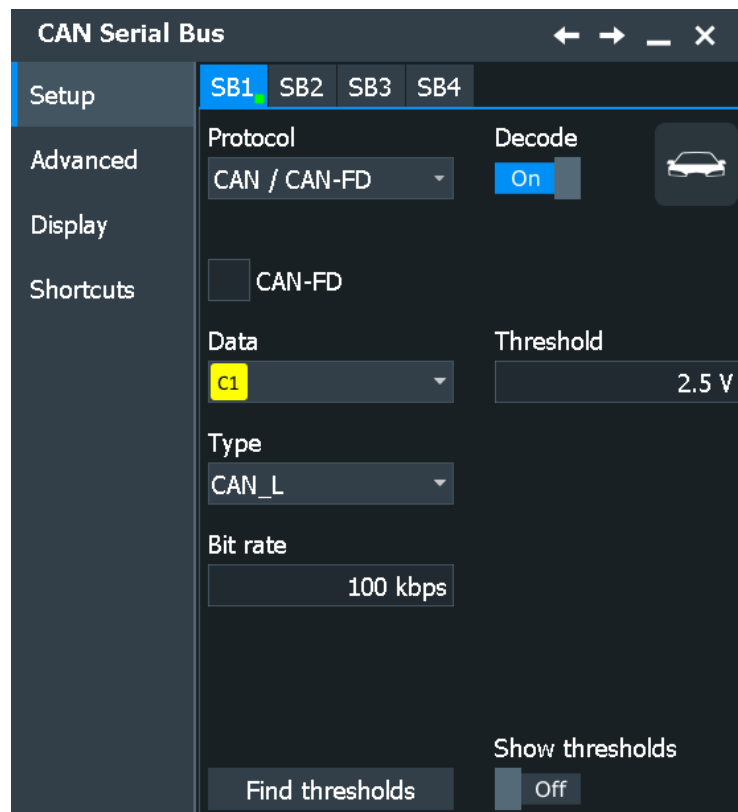 CAN Serial Bus
Setup
Advanced
Display
Shortcuts
SB1 SB2 SB3 SB4
Protocol
CAN / CAN-FD
Decode
On
CAN-FD
Data
C1
Threshold
2.5 V
Type
CAN_L
Bit rate
100 kbps
Find thresholds
Show thresholds
Off